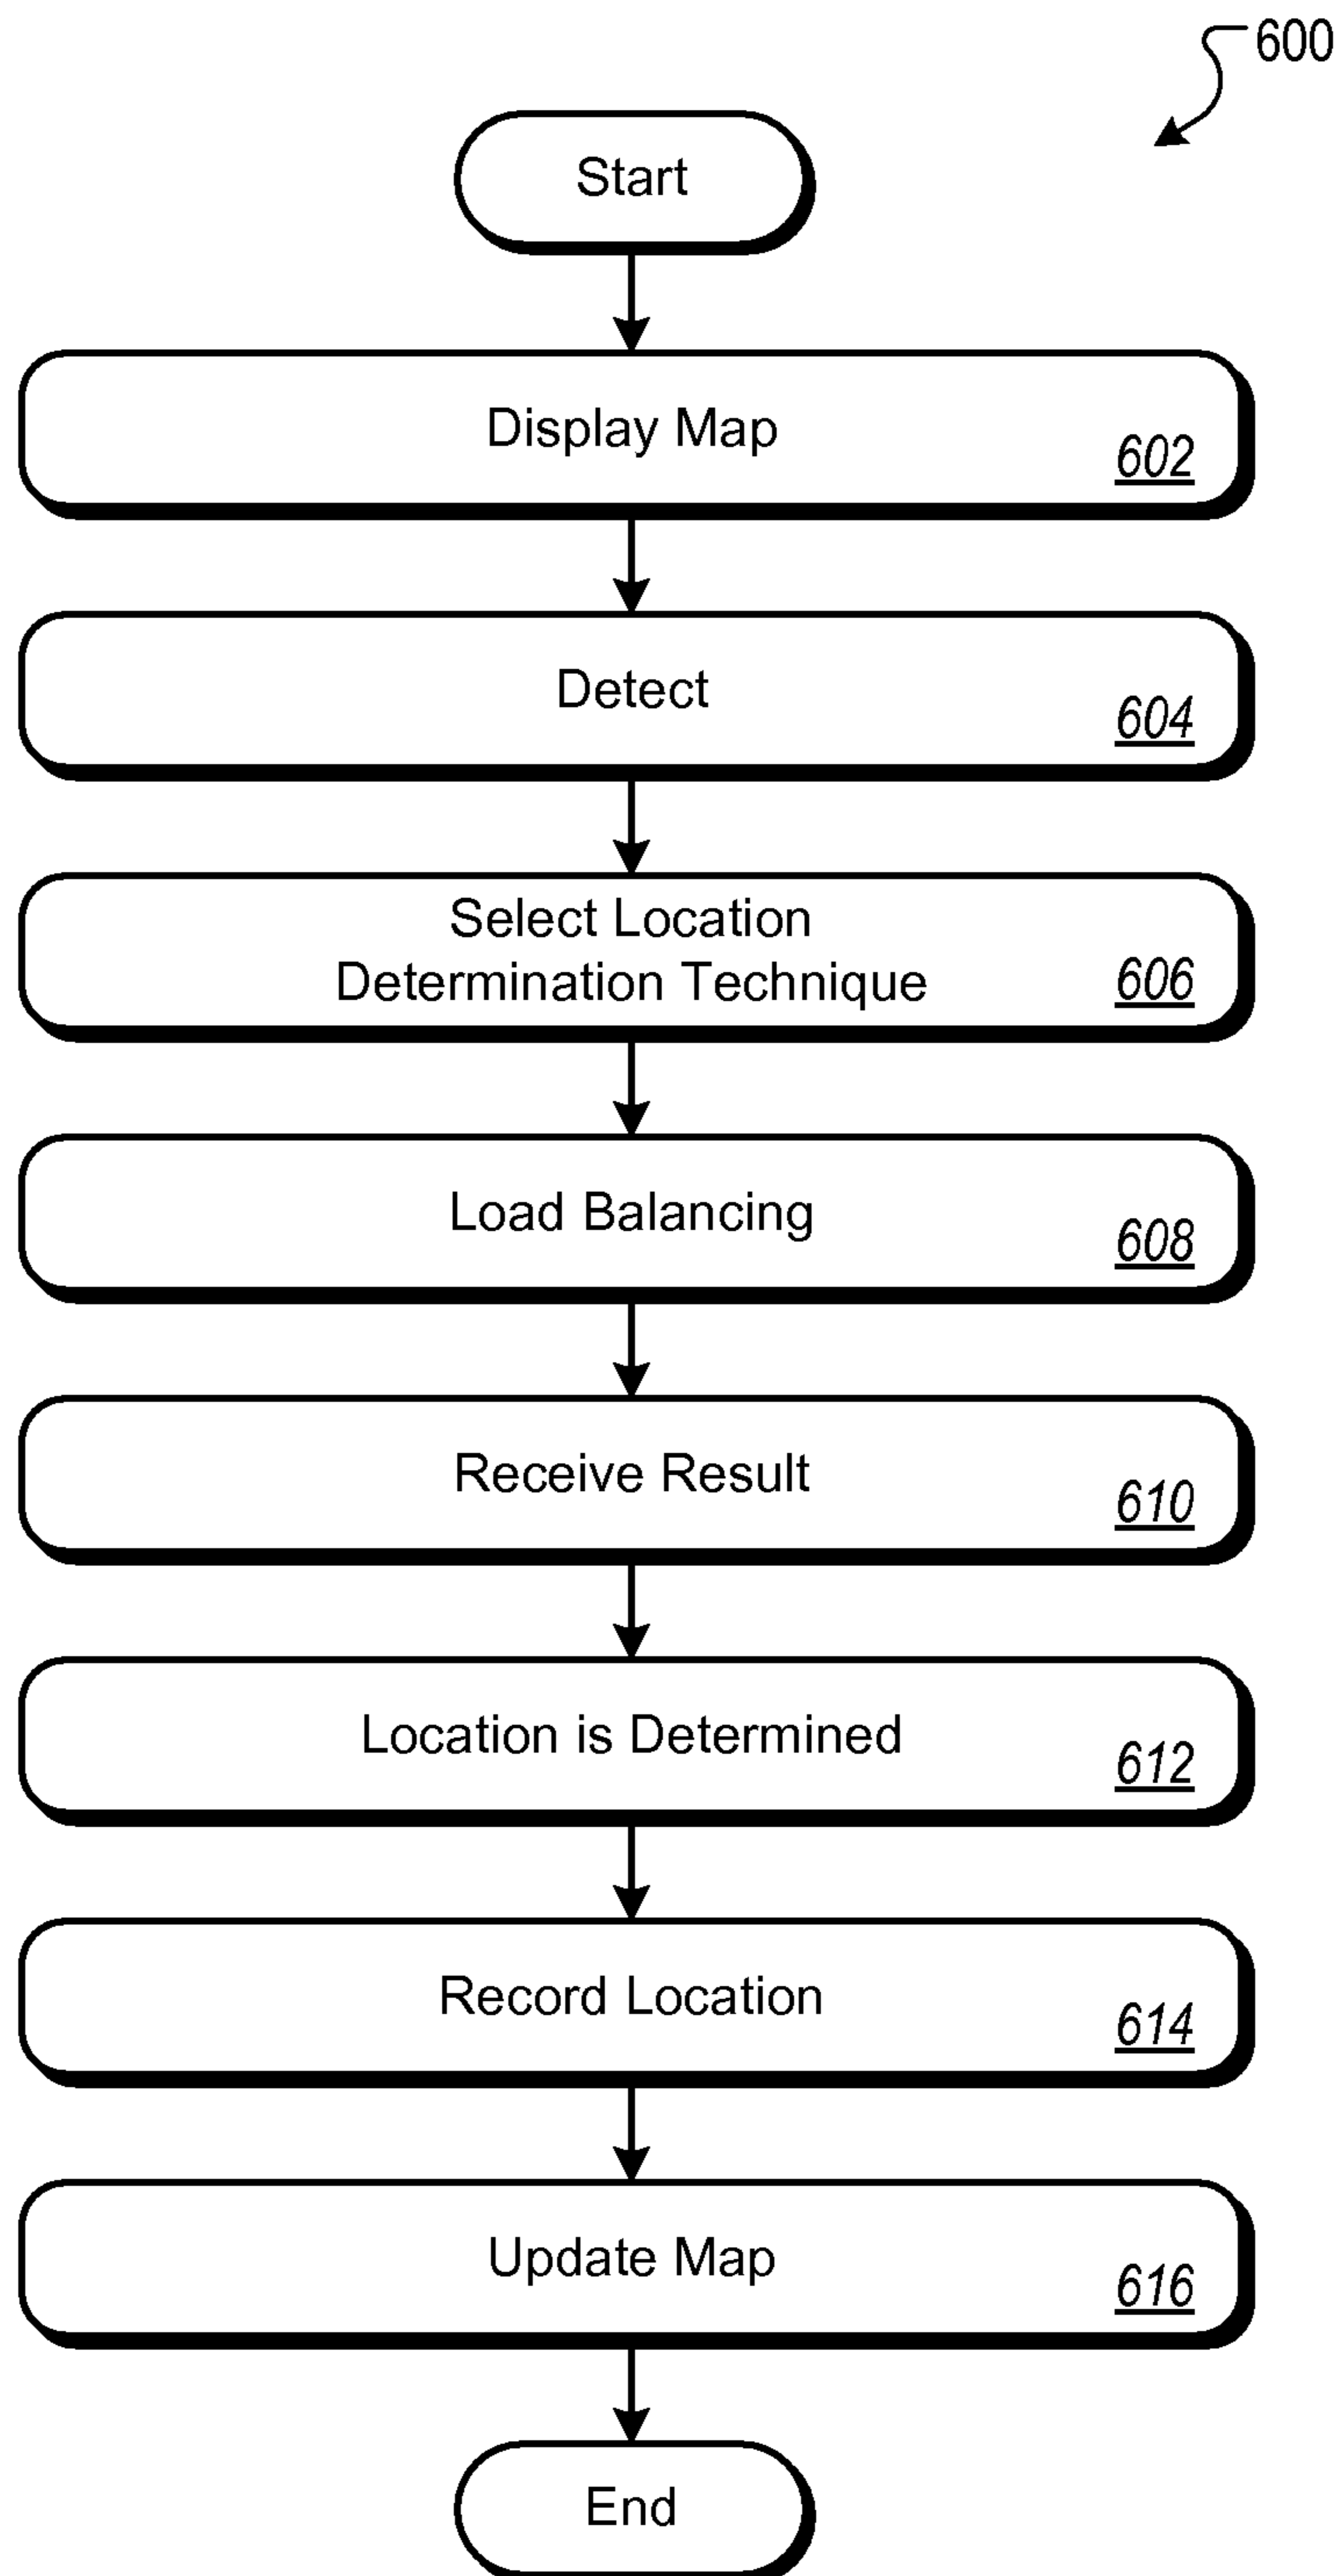 600
Start
Display Map
602
Detect
604
Select Location
Determination Technique
606
Load Balancing
608
Receive Result
610
Location is Determined
612
Record Location
614
Update Map
616
End